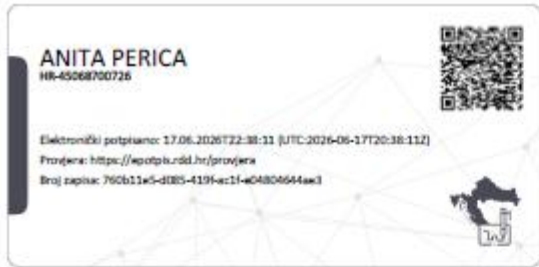 ANITA PERICA
HR-45068700726
Elektronički potpisano: 17.06.2026T22:38:11 (UTC:2026-06-17T20:38:11Z)
Provjera: https://epotpis.rdd.hr/provjera
Broj zapisa: 760b11e5-d085-419f-ac1f-e04804644ae3